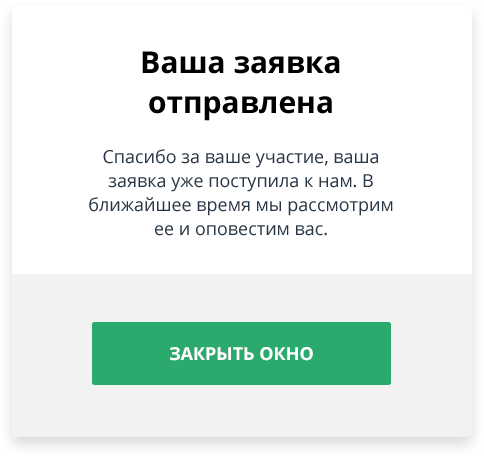 Ваша заявка
отправлена
Спасибо за ваше участие, ваша
заявка уже поступила к нам. В
ближайшее время мы рассмотрим
ее и оповестим вас.
ЗАКРЫТЬ ОКНО